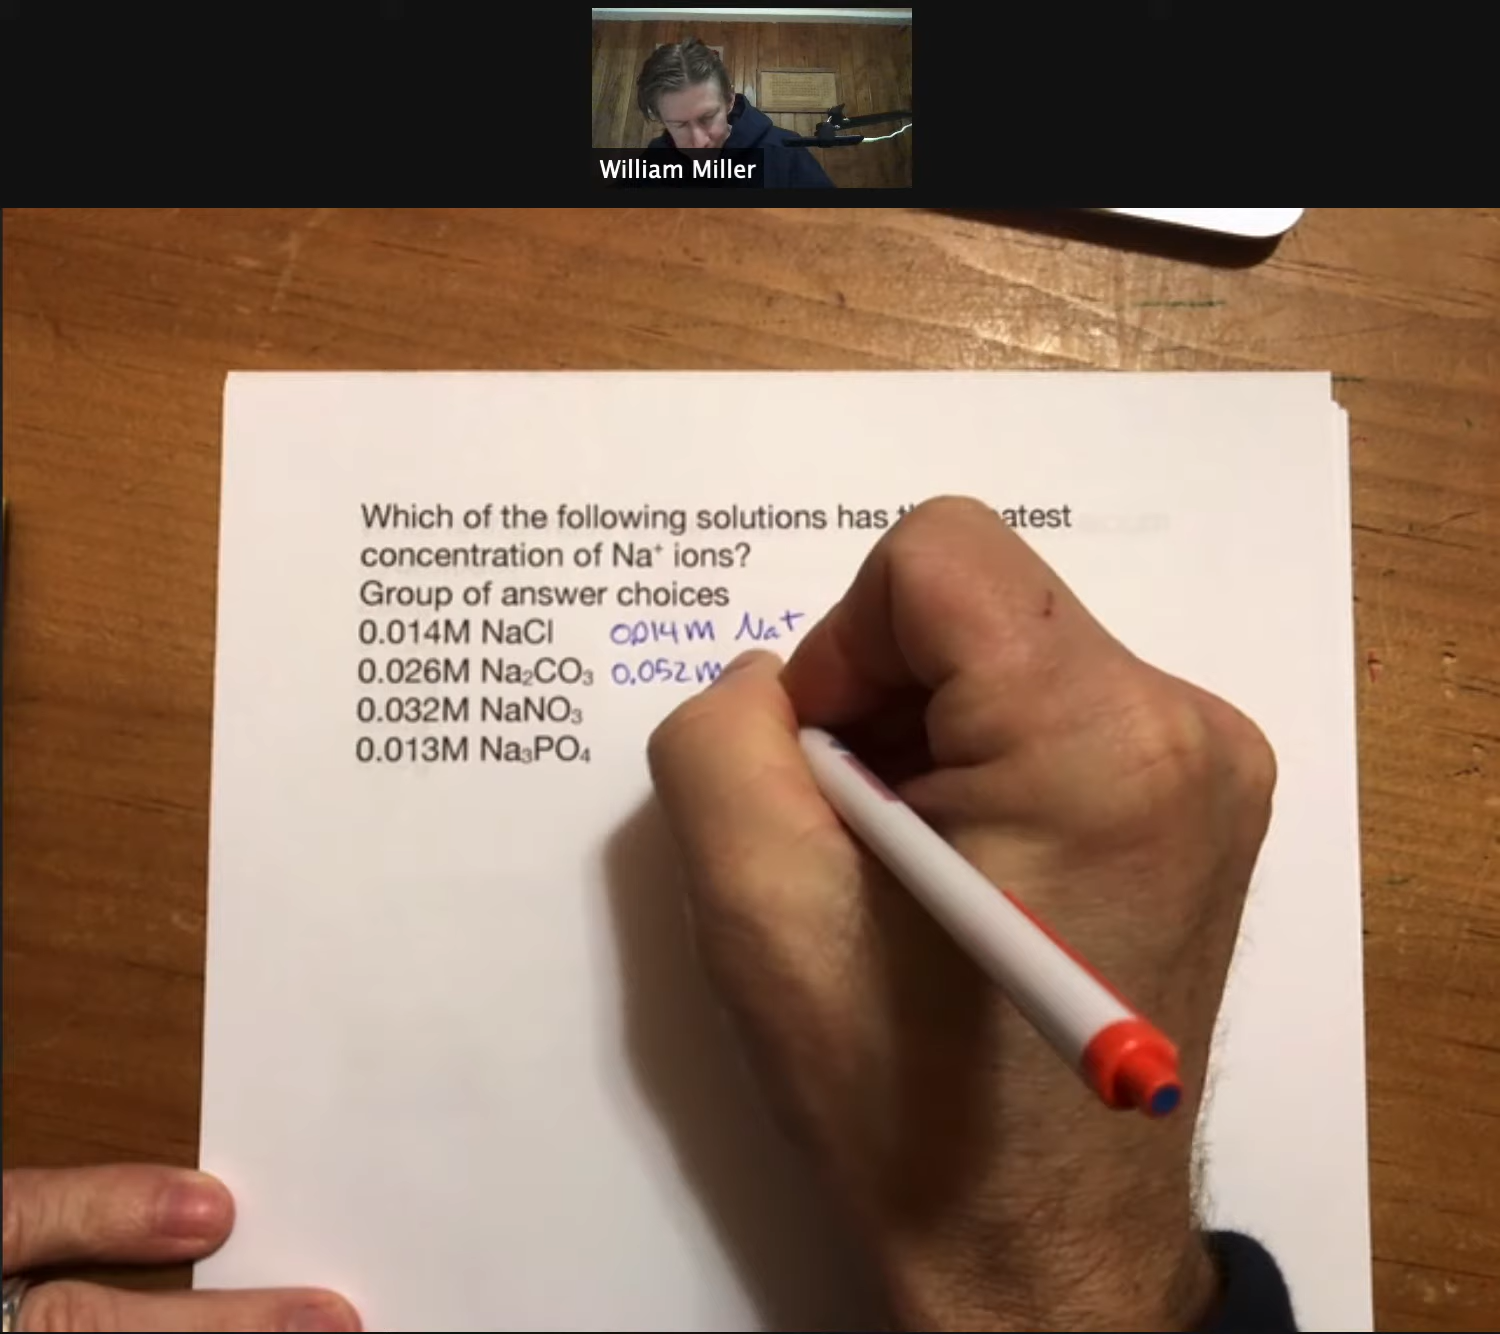 William Miller
Which of the following solutions has atest
concentration of Na⁺ ions?
Group of answer choices
0.014M NaCl 0.014M Na+
0.026M Na₂CO₃ 0.052M
0.032M NaNO₃
0.013M Na₃PO₄